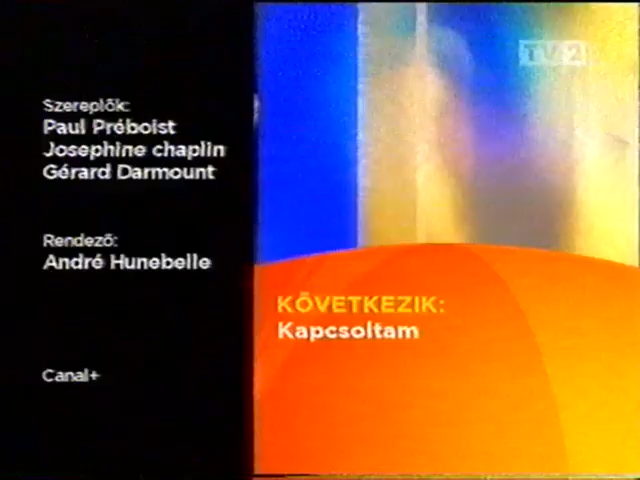 Szereplők:
Paul Préboist
Josephine chaplin
Gérard Darmount
Rendező:
André Hunebelle
Canal+
TV2
KÖVETKEZIK:
Kapcsoltam